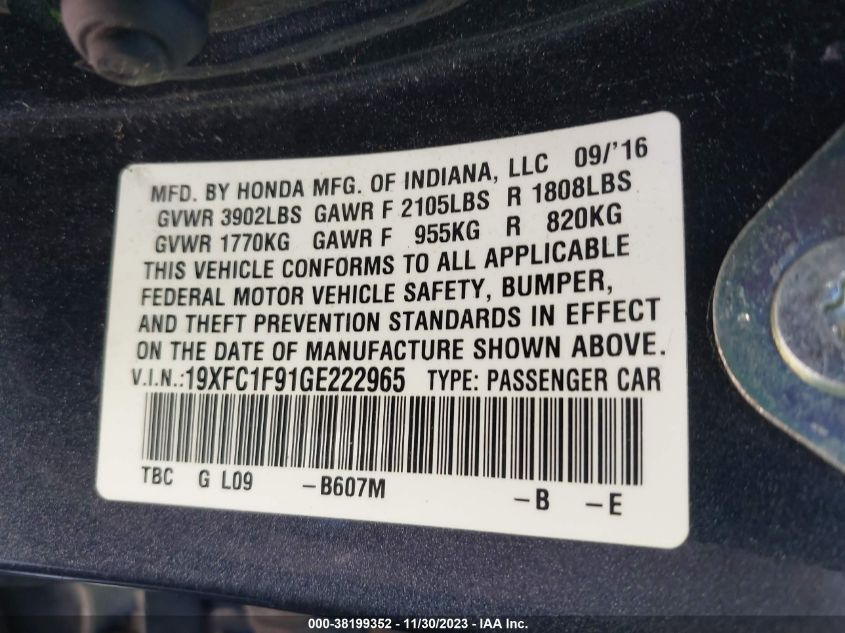 MFD. BY HONDA MFG. OF INDIANA, LLC 09/'16
GVWR 3902LBS GAWR F 2105LBS R 1808LBS
GVWR 1770KG GAWR F 955KG R 820KG
THIS VEHICLE CONFORMS TO ALL APPLICABLE
FEDERAL MOTOR VEHICLE SAFETY, BUMPER,
AND THEFT PREVENTION STANDARDS IN EFFECT
ON THE DATE OF MANUFACTURE SHOWN ABOVE.
V.I.N.:19XFC1F91GE222965 TYPE: PASSENGER CAR
TBC G L09 -B607M -B -E
000-38199352 — 11/30/2023 — IAA Inc.